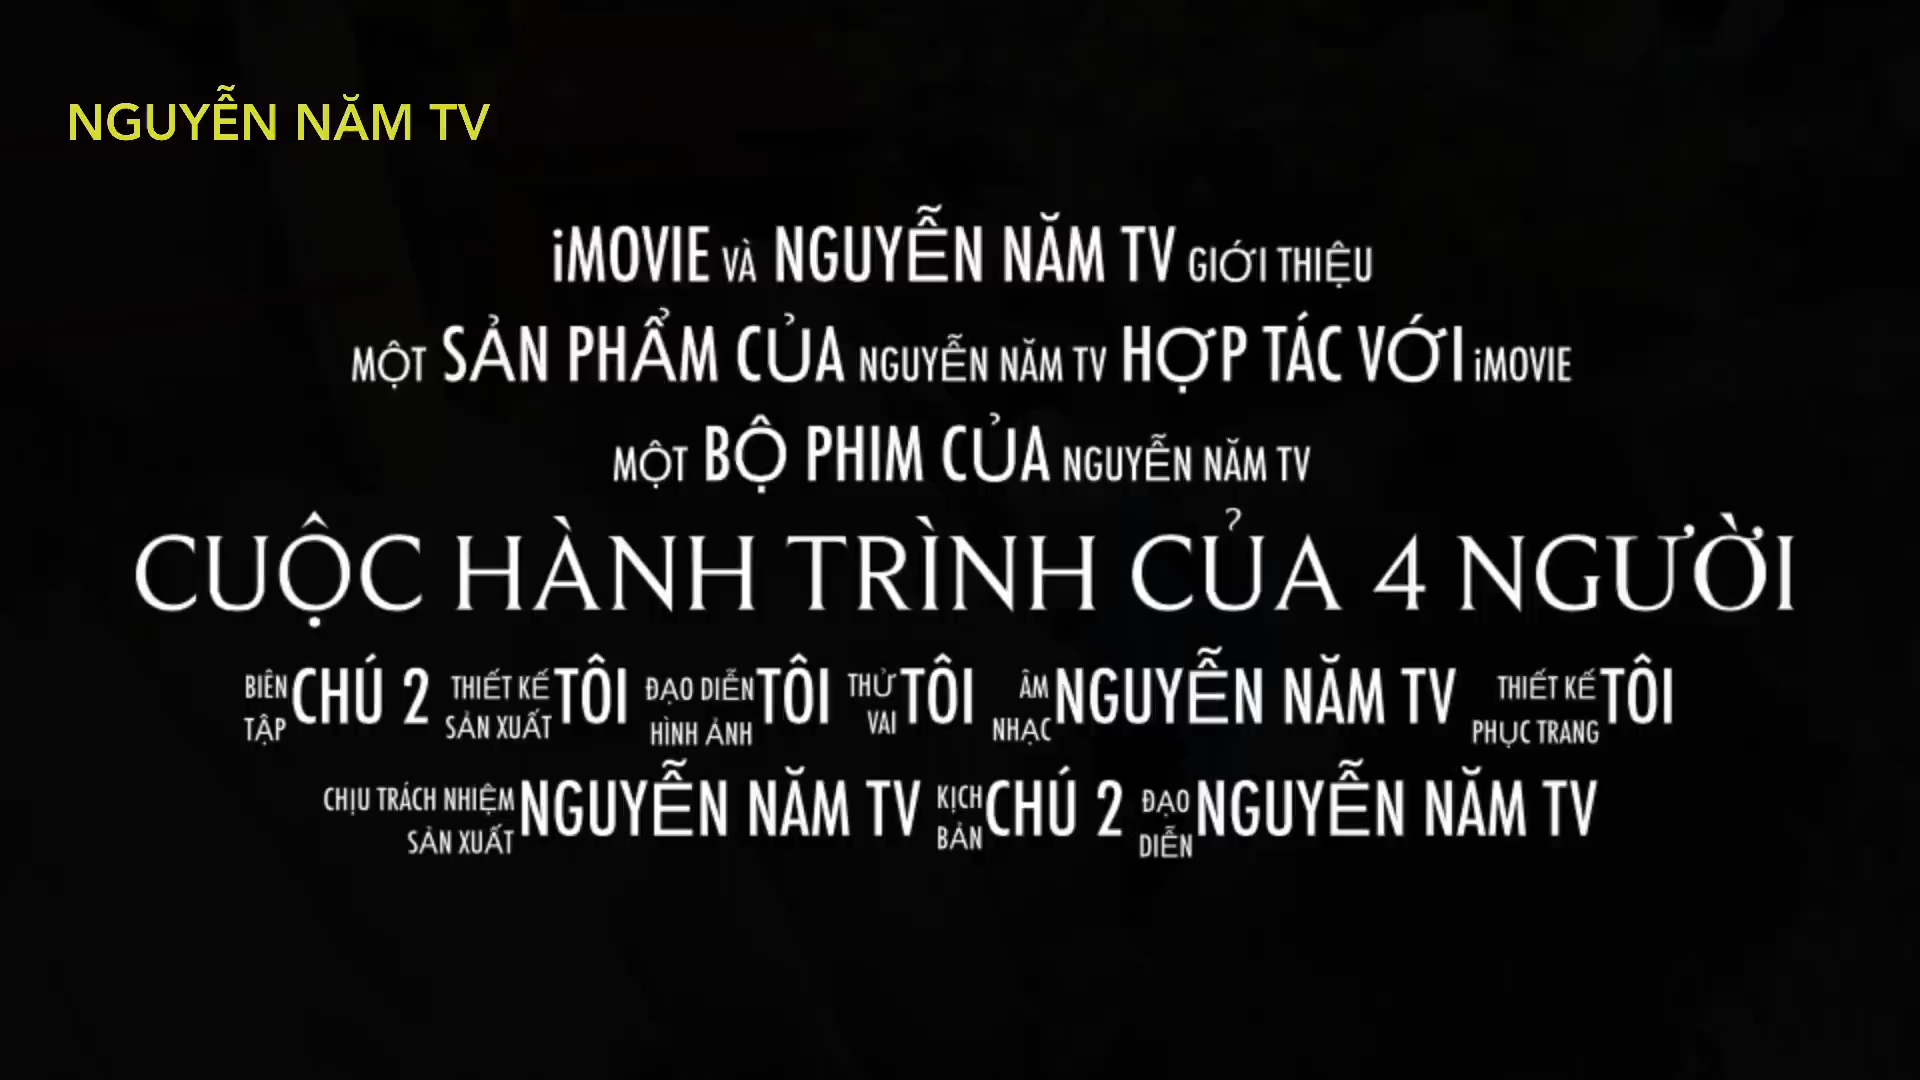 NGUYỄN NĂM TV
iMOVIE VÀ NGUYỄN NĂM TV GIỚI THIỆU
MỘT SẢN PHẨM CỦA NGUYỄN NĂM TV HỢP TÁC VỚI iMOVIE
MỘT BỘ PHIM CỦA NGUYỄN NĂM TV
CUỘC HÀNH TRÌNH CỦA 4 NGƯỜI
BIÊN TẬP CHÚ 2 THIẾT KẾ SẢN XUẤT TÔI ĐẠO DIỄN HÌNH ẢNH TÔI THỬ VAI TÔI ÂM NHẠC NGUYỄN NĂM TV THIẾT KẾ PHỤC TRANG TÔI
CHỊU TRÁCH NHIỆM SẢN XUẤT NGUYỄN NĂM TV KỊCH BẢN CHÚ 2 ĐẠO DIỄN NGUYỄN NĂM TV